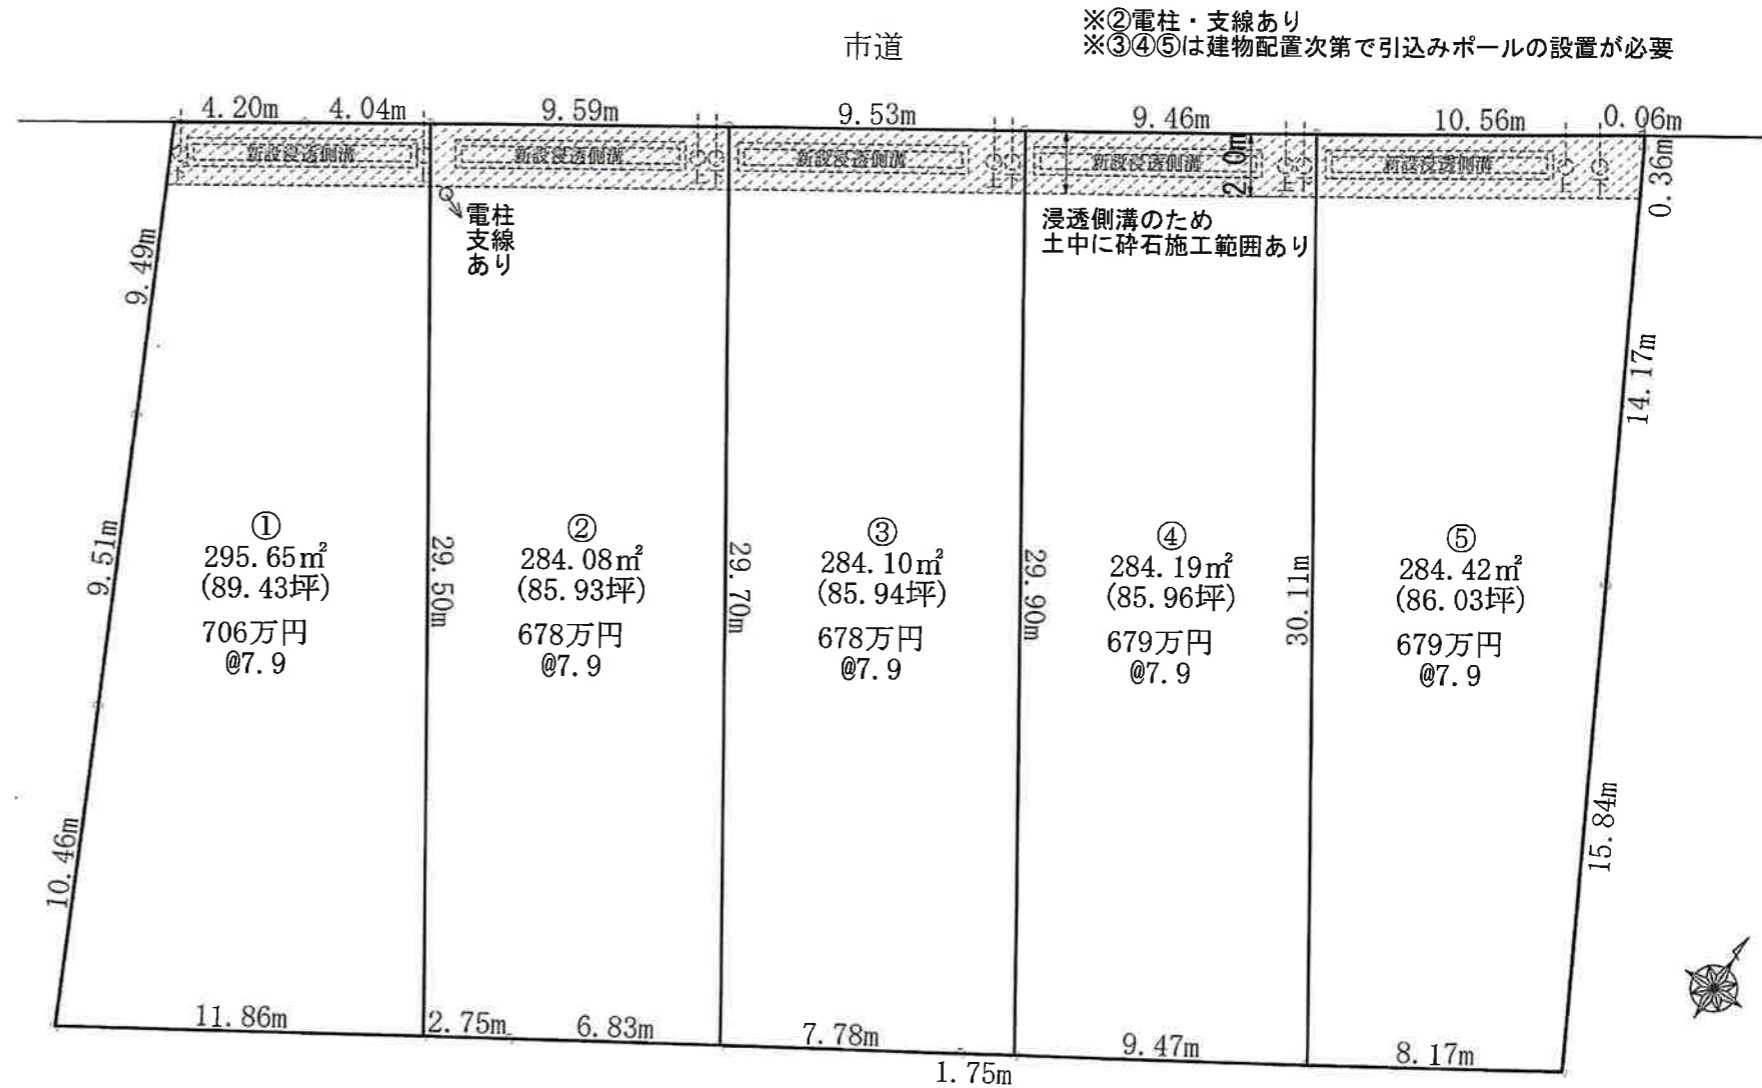 ※②電柱・支線あり
※③④⑤は建物配置次第で引込みポールの設置が必要
市道
4.20m
4.04m
9.59m
9.53m
9.46m
10.56m
0.06m
新設浸透側溝
新設浸透側溝
新設浸透側溝
新設浸透側溝
新設浸透側溝
下
上
上
下
上
下
上
下
上
下
2.0m
0.36m
電柱
支線
あり
浸透側溝のため
土中に砕石施工範囲あり
9.49m
14.17m
9.51m
①
295.65㎡
(89.43坪)
706万円
@7.9
29.50m
②
284.08㎡
(85.93坪)
678万円
@7.9
29.70m
③
284.10㎡
(85.94坪)
678万円
@7.9
29.90m
④
284.19㎡
(85.96坪)
679万円
@7.9
30.11m
⑤
284.42㎡
(86.03坪)
679万円
@7.9
10.46m
15.84m
11.86m
2.75m
6.83m
7.78m
1.75m
9.47m
8.17m